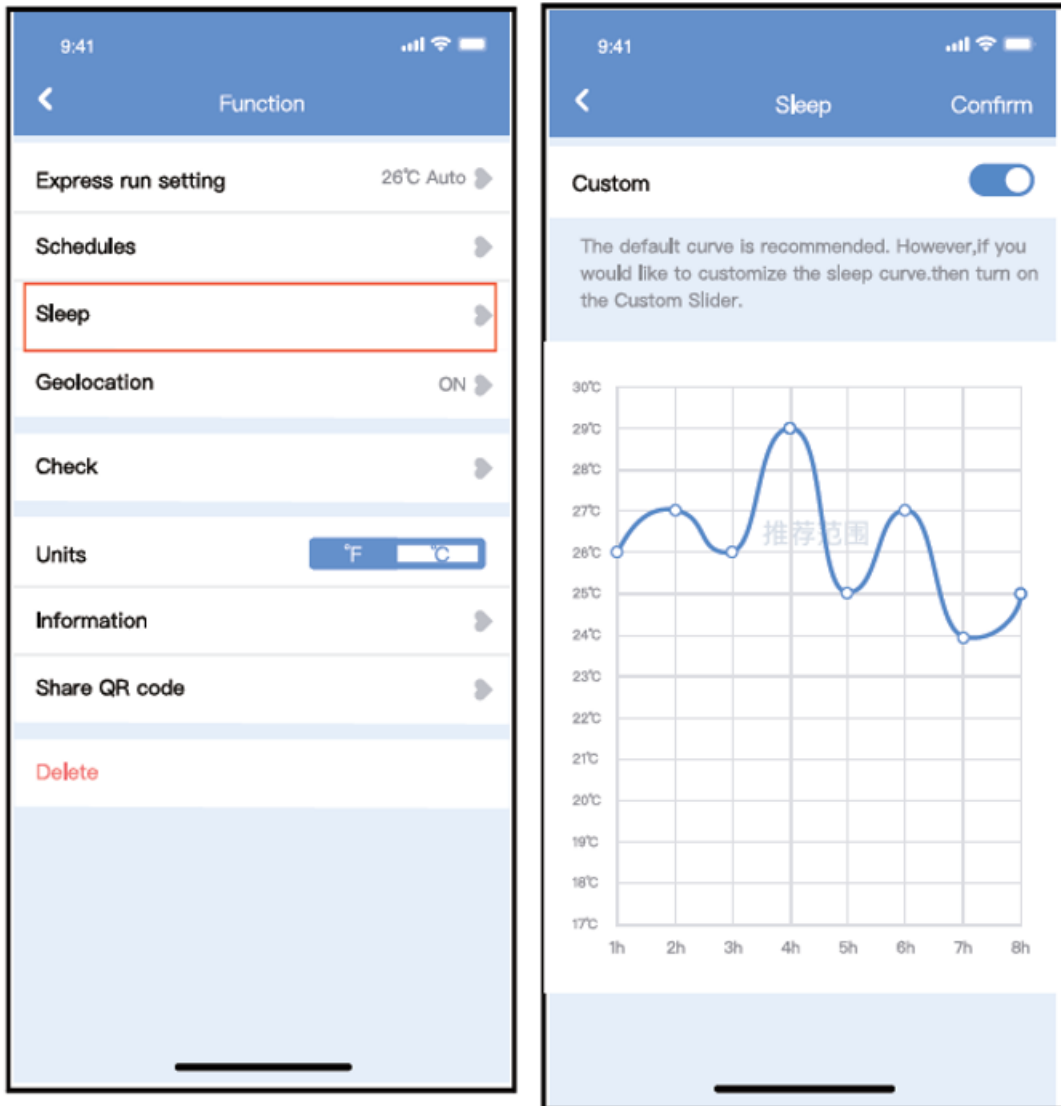 9:41
Function
Express run setting 26℃ Auto
Schedules
Sleep
Geolocation ON
Check
Units °F ℃
Information
Share QR code
Delete
9:41
Sleep Confirm
Custom
The default curve is recommended. However,if you
would like to customize the sleep curve.then turn on
the Custom Slider.
30℃
29℃
28℃
27℃
推荐范围
26℃
25℃
24℃
23℃
22℃
21℃
20℃
19℃
18℃
17℃
1h 2h 3h 4h 5h 6h 7h 8h